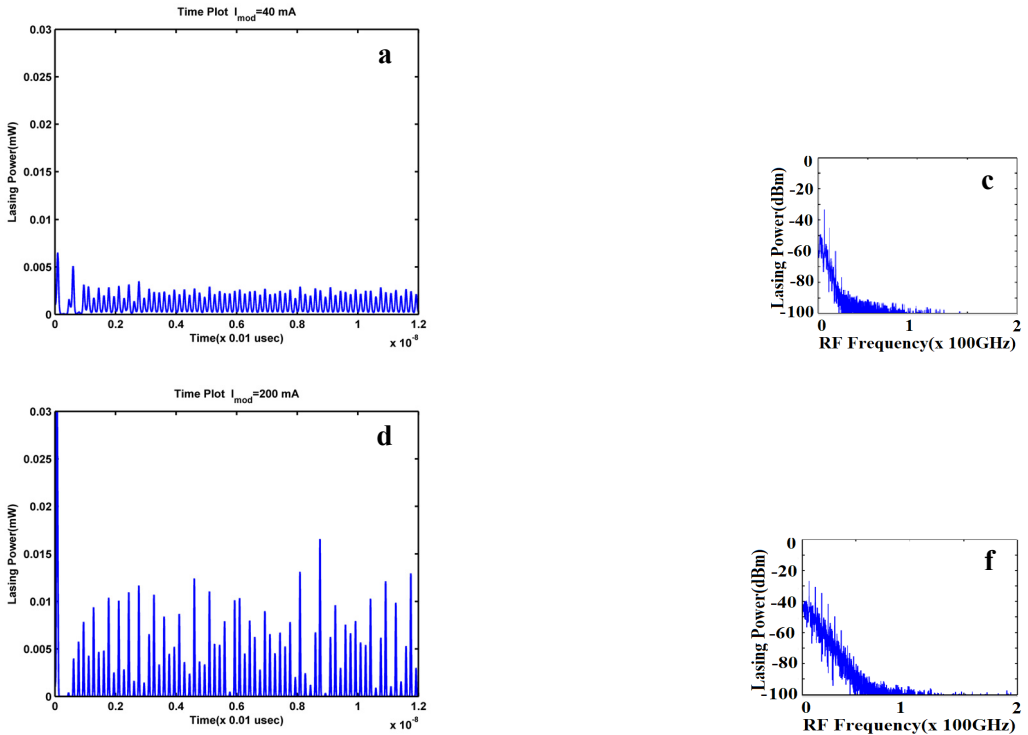 Time Plot I_mod=40 mA
a
0.03
0.025
0.02
0.015
0.01
0.005
0
Lasing Power(mW)
0 0.2 0.4 0.6 0.8 1 1.2
Time(x 0.01 usec)
x 10^-8
c
0
-20
-40
-60
-80
-100
Lasing Power(dBm)
0 1 2
RF Frequency(x 100GHz)
Time Plot I_mod=200 mA
d
0.03
0.025
0.02
0.015
0.01
0.005
0
Lasing Power(mW)
0 0.2 0.4 0.6 0.8 1 1.2
Time(x 0.01 usec)
x 10^-8
f
0
-20
-40
-60
-80
-100
Lasing Power(dBm)
0 1 2
RF Frequency(x 100GHz)